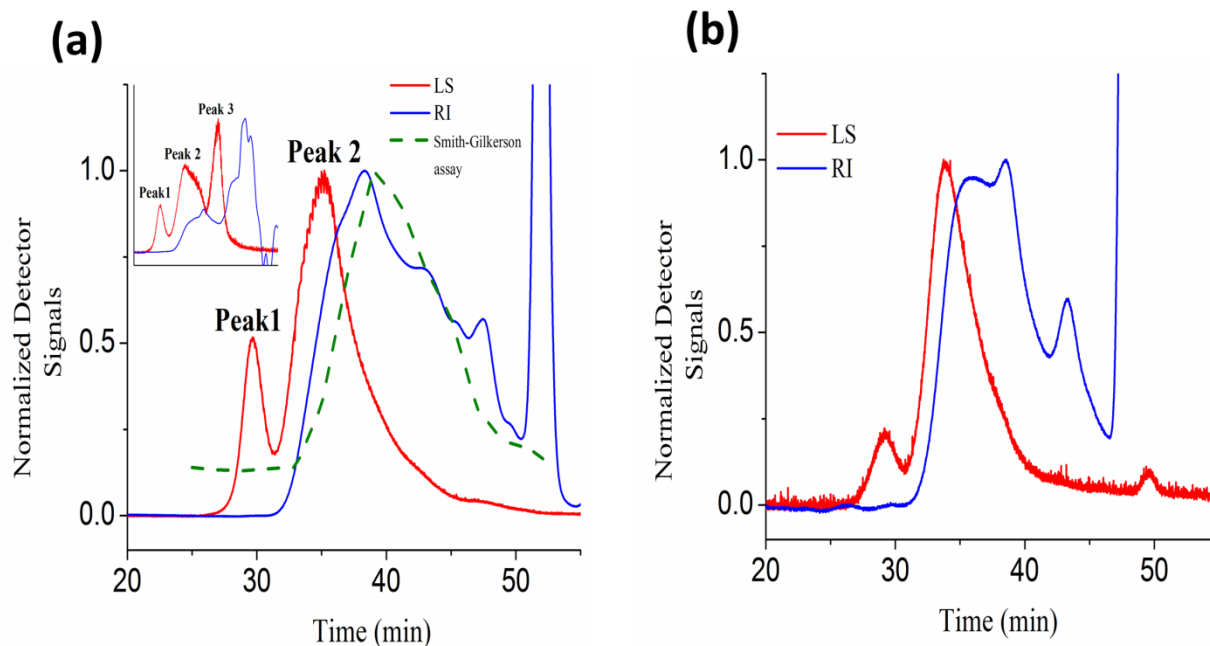 (a)
LS
RI
Smith-Gilkerson
assay
Peak1
Peak 2
Peak 3
Peak 2
Peak1
1.0
0.5
0.0
Normalized Detector
Signals
20
30
40
50
Time (min)
(b)
LS
RI
1.0
0.5
0.0
Normalized Detector
Signals
20
30
40
50
Time (min)